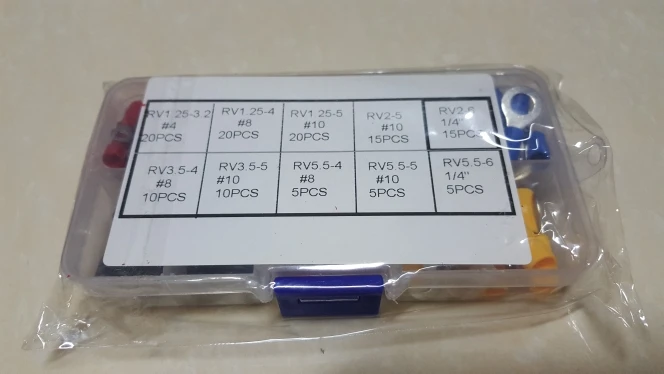 RV1.25-3.2
#4
20PCS
RV1.25-4
#8
20PCS
RV1.25-5
#10
20PCS
RV2-5
#10
15PCS
RV2-6
1/4"
15PCS
RV3.5-4
#8
10PCS
RV3.5-5
#10
10PCS
RV5.5-4
#8
5PCS
RV5.5-5
#10
5PCS
RV5.5-6
1/4"
5PCS